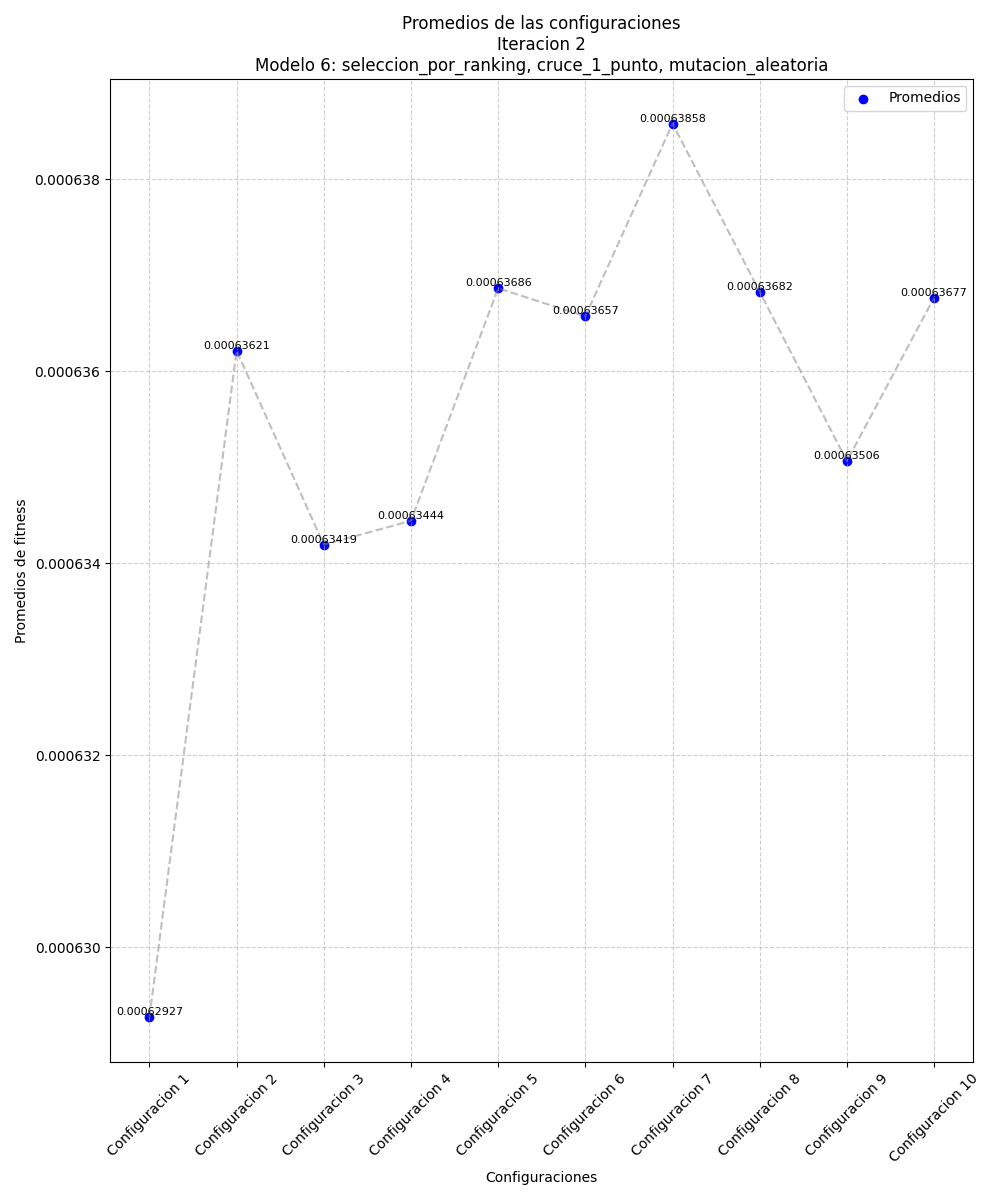 Promedios de las configuraciones
Iteracion 2
Modelo 6: seleccion_por_ranking, cruce_1_punto, mutacion_aleatoria
Promedios
0.00063858
0.000638
0.00063686
0.00063682
0.00063677
0.00063657
0.00063621
0.000636
0.00063506
0.00063444
0.00063419
0.000634
0.000632
0.000630
0.00062927
Promedios de fitness
Configuracion 1
Configuracion 2
Configuracion 3
Configuracion 4
Configuracion 5
Configuracion 6
Configuracion 7
Configuracion 8
Configuracion 9
Configuracion 10
Configuraciones